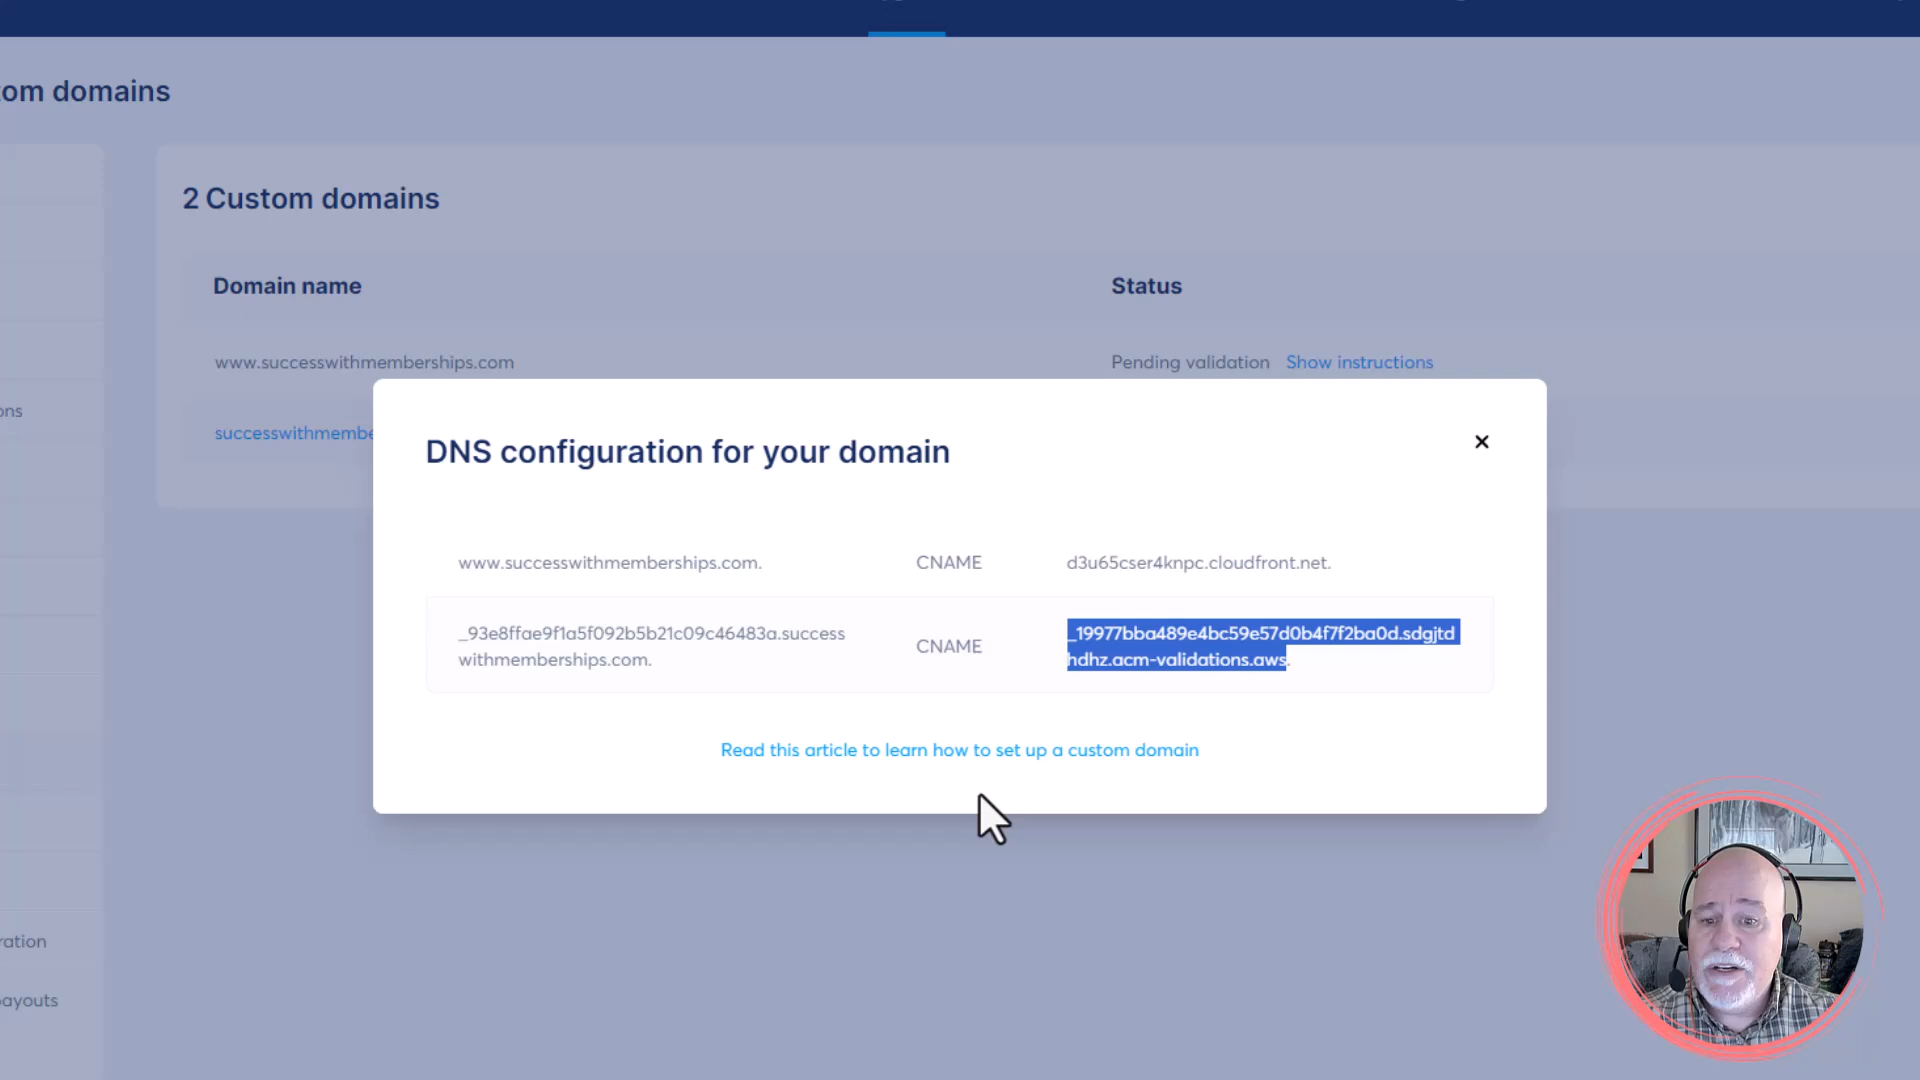 om domains
2 Custom domains
Domain name
Status
www.successwithmemberships.com
Pending validation Show instructions
ons
successwithmembe
DNS configuration for your domain
www.successwithmemberships.com.
CNAME
d3u65cser4knpc.cloudfront.net.
_93e8ffae9f1a5f092b5b21c09c46483a.success
withmemberships.com.
CNAME
_19977bba489e4bc59e57d0b4f7f2ba0d.sdgjtd
hdhz.acm-validations.aws.
Read this article to learn how to set up a custom domain
ration
ayouts